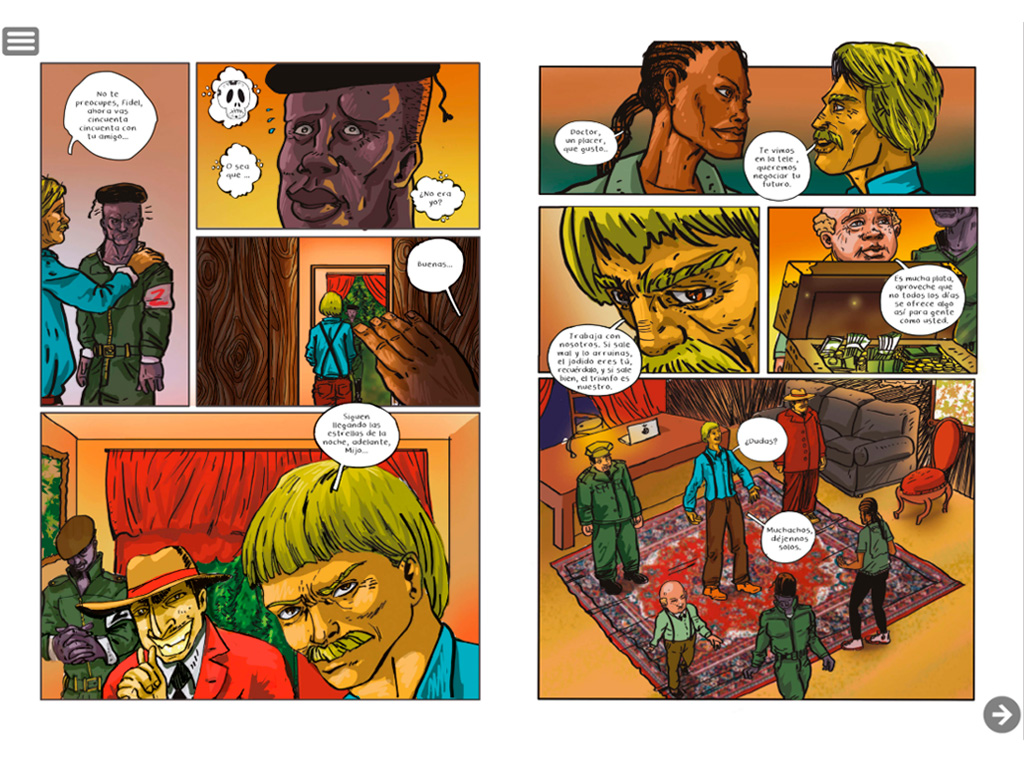 No te
preocupes, Fidel,
ahora vas
cincuenta
cincuenta con
tu amigo...
O sea
que ...
¿No era
yo?
Buenas...
Siguen
llegando las
estrellas de la
noche, adelante,
Mijo...
Doctor,
un placer,
que gusto..
Te vimos
en la tele ,
queremos
negociar tu
futuro.
Trabaja con
nosotros. Si sale
mal y lo arruinas,
el jodido eres tú,
recuérdalo, y si sale
bien, el triunfo es
nuestro.
Es mucha plata,
aproveche que
no todos los días
se ofrece algo
así para gente
como usted.
¿Dudas?
Muchachos,
déjennos
solos.